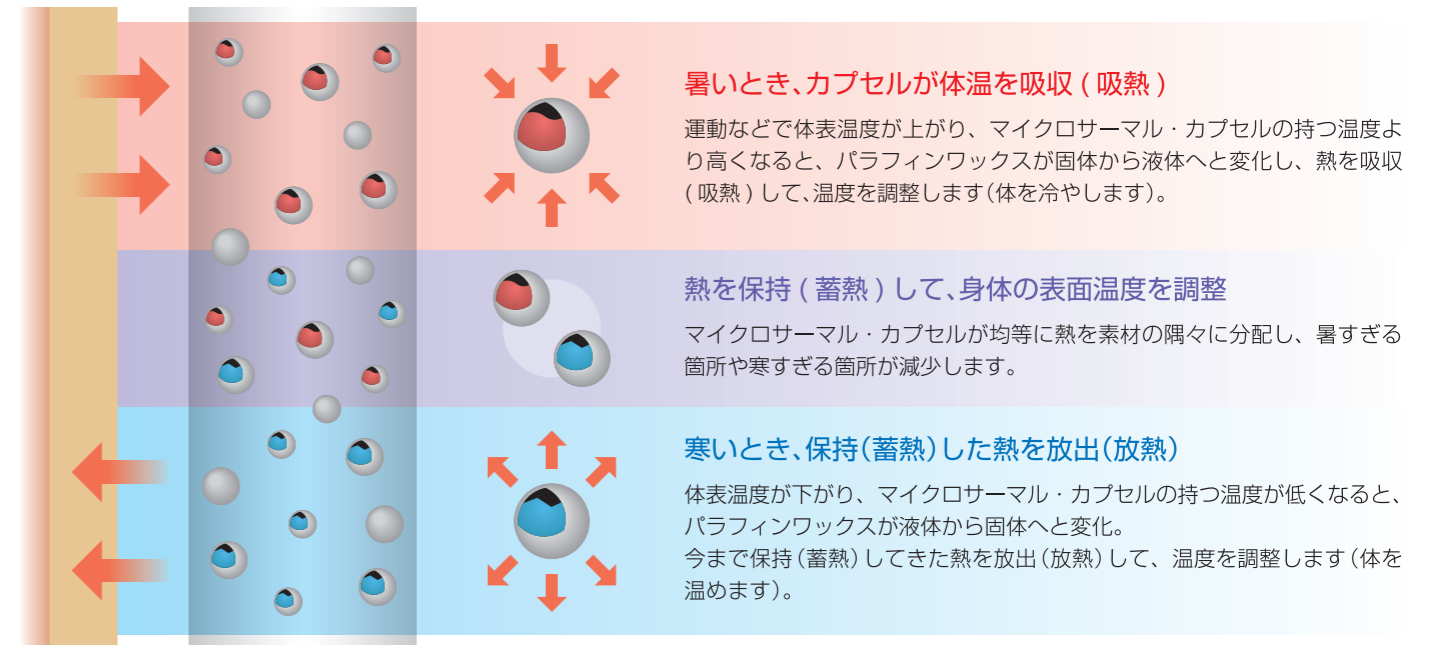 暑いとき、カプセルが体温を吸収 ( 吸熱 )
運動などで体表温度が上がり、マイクロサーマル・カプセルの持つ温度よ
り高くなると、パラフィンワックスが固体から液体へと変化し、熱を吸収
( 吸熱 ) して、温度を調整します（体を冷やします）。
熱を保持 ( 蓄熱 ) して、身体の表面温度を調整
マイクロサーマル・カプセルが均等に熱を素材の隅々に分配し、暑すぎる
箇所や寒すぎる箇所が減少します。
寒いとき、保持（蓄熱）した熱を放出（放熱）
体表温度が下がり、マイクロサーマル・カプセルの持つ温度が低くなると、
パラフィンワックスが液体から固体へと変化。
今まで保持（蓄熱）してきた熱を放出（放熱）して、温度を調整します（体を
温めます）。